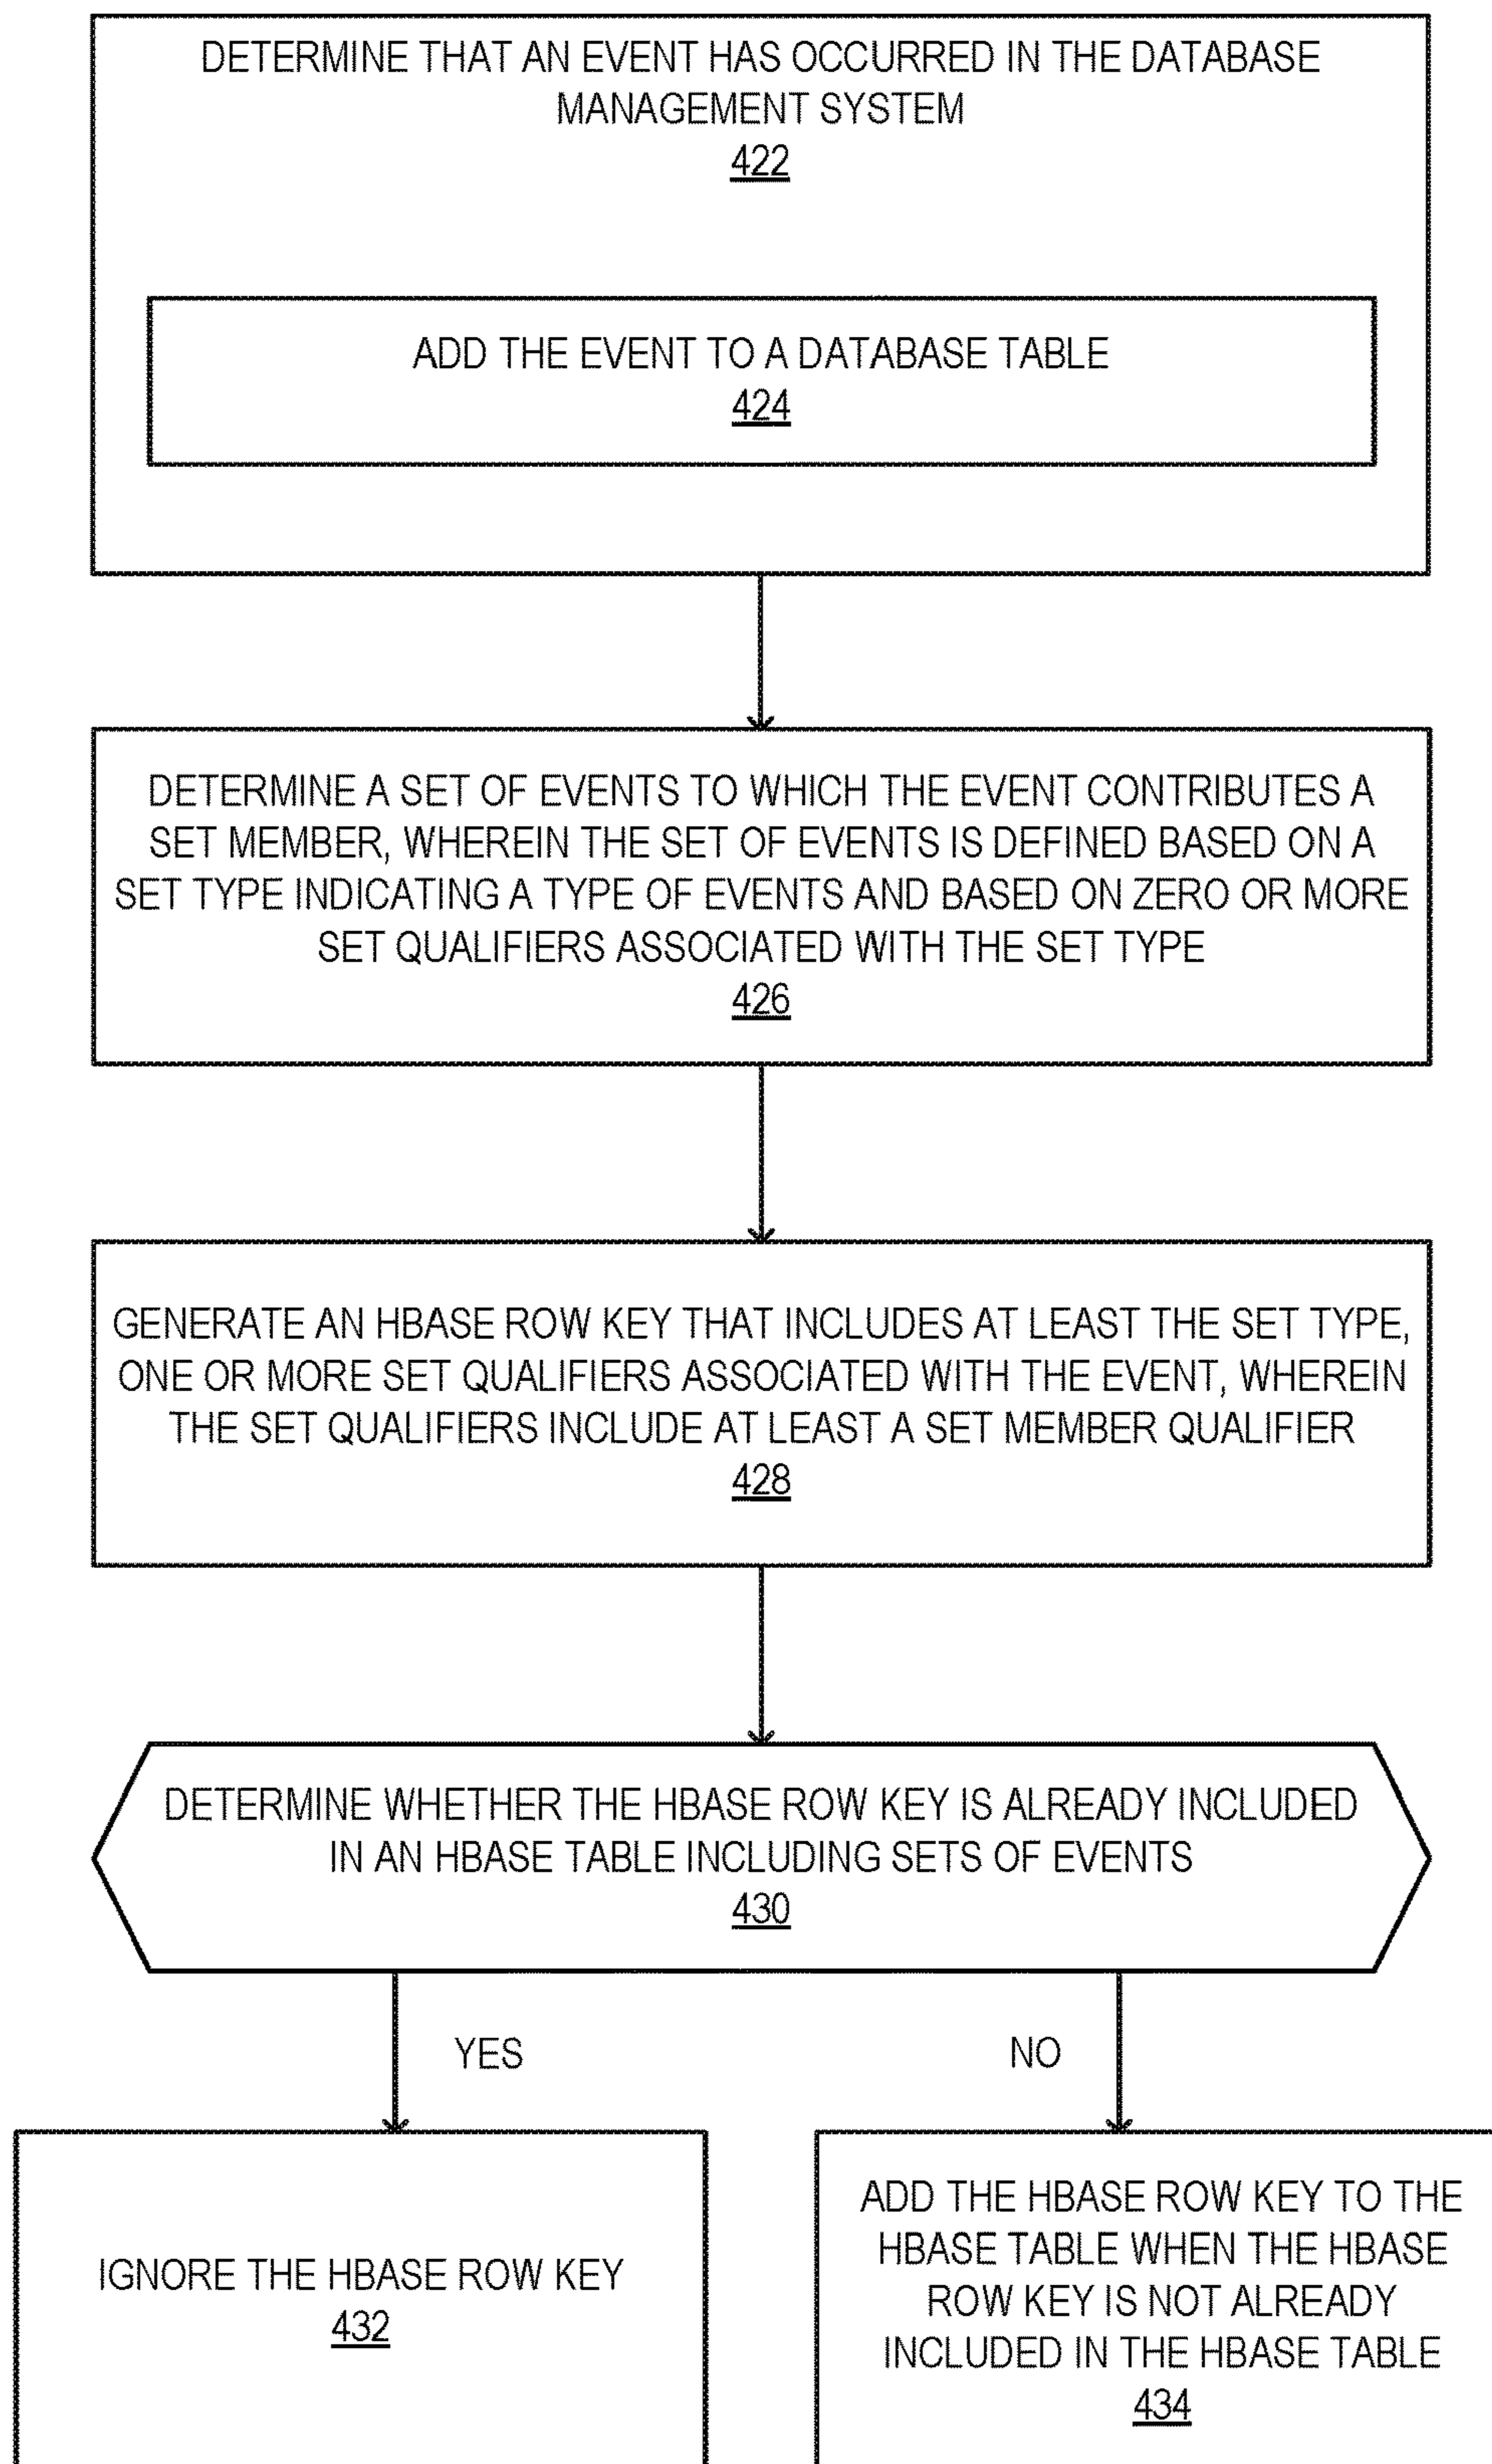 DETERMINE THAT AN EVENT HAS OCCURRED IN THE DATABASE
MANAGEMENT SYSTEM
422
ADD THE EVENT TO A DATABASE TABLE
424
DETERMINE A SET OF EVENTS TO WHICH THE EVENT CONTRIBUTES A
SET MEMBER, WHEREIN THE SET OF EVENTS IS DEFINED BASED ON A
SET TYPE INDICATING A TYPE OF EVENTS AND BASED ON ZERO OR MORE
SET QUALIFIERS ASSOCIATED WITH THE SET TYPE
426
GENERATE AN HBASE ROW KEY THAT INCLUDES AT LEAST THE SET TYPE,
ONE OR MORE SET QUALIFIERS ASSOCIATED WITH THE EVENT, WHEREIN
THE SET QUALIFIERS INCLUDE AT LEAST A SET MEMBER QUALIFIER
428
DETERMINE WHETHER THE HBASE ROW KEY IS ALREADY INCLUDED
IN AN HBASE TABLE INCLUDING SETS OF EVENTS
430
YES
NO
IGNORE THE HBASE ROW KEY
432
ADD THE HBASE ROW KEY TO THE
HBASE TABLE WHEN THE HBASE
ROW KEY IS NOT ALREADY
INCLUDED IN THE HBASE TABLE
434